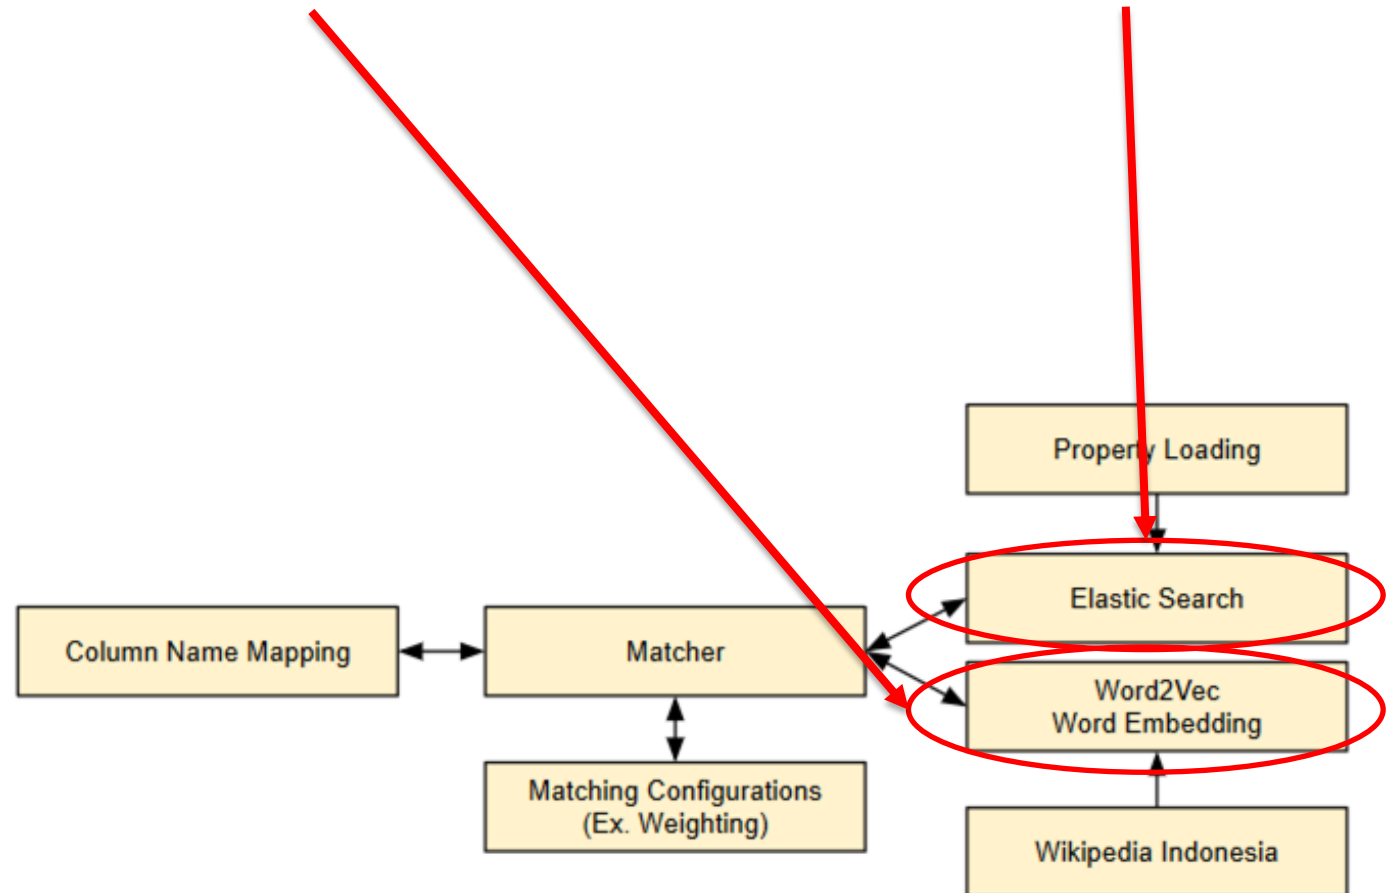 Property Loading
Elastic Search
Column Name Mapping
Matcher
Word2Vec
Word Embedding
Matching Configurations
(Ex. Weighting)
Wikipedia Indonesia